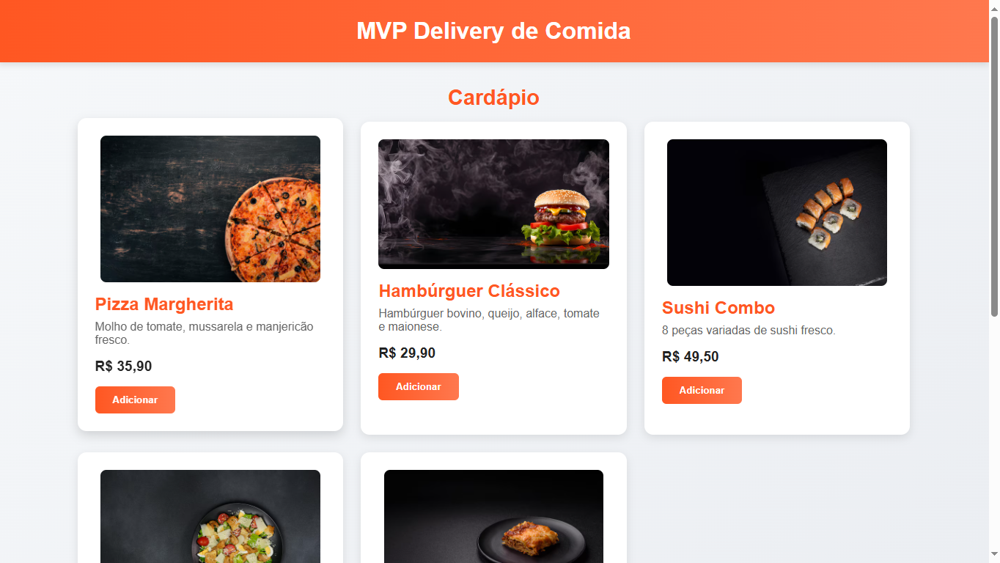 MVP Delivery de Comida
Cardápio
Pizza Margherita
Molho de tomate, mussarela e manjericão
fresco.
R$ 35,90
Adicionar
Hambúrguer Clássico
Hambúrguer bovino, queijo, alface, tomate
e maionese.
R$ 29,90
Adicionar
Sushi Combo
8 peças variadas de sushi fresco.
R$ 49,50
Adicionar